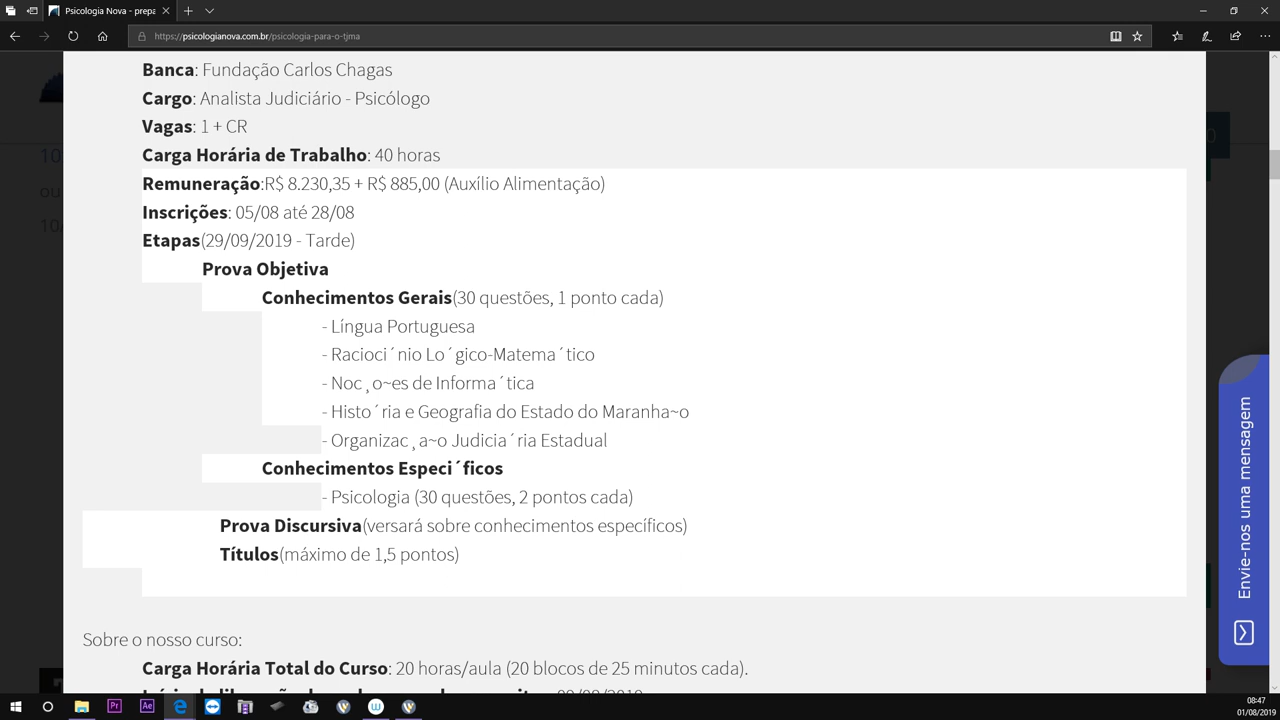 Psicologia Nova - prepa
https://psicologianova.com.br/psicologia-para-o-tjma
Banca: Fundação Carlos Chagas
Cargo: Analista Judiciário - Psicólogo
Vagas: 1 + CR
Carga Horária de Trabalho: 40 horas
Remuneração:R$ 8.230,35 + R$ 885,00 (Auxílio Alimentação)
Inscrições: 05/08 até 28/08
Etapas(29/09/2019 - Tarde)
Prova Objetiva
Conhecimentos Gerais(30 questões, 1 ponto cada)
- Língua Portuguesa
- Racioci´nio Lo´gico-Matema´tico
- Noc¸o~es de Informa´tica
- Histo´ria e Geografia do Estado do Maranha~o
- Organizac¸a~o Judicia´ria Estadual
Conhecimentos Especi´ficos
- Psicologia (30 questões, 2 pontos cada)
Prova Discursiva(versará sobre conhecimentos específicos)
Títulos(máximo de 1,5 pontos)
Sobre o nosso curso:
Carga Horária Total do Curso: 20 horas/aula (20 blocos de 25 minutos cada).
Envie-nos uma mensagem
Pr
Ae
08:47
01/08/2019